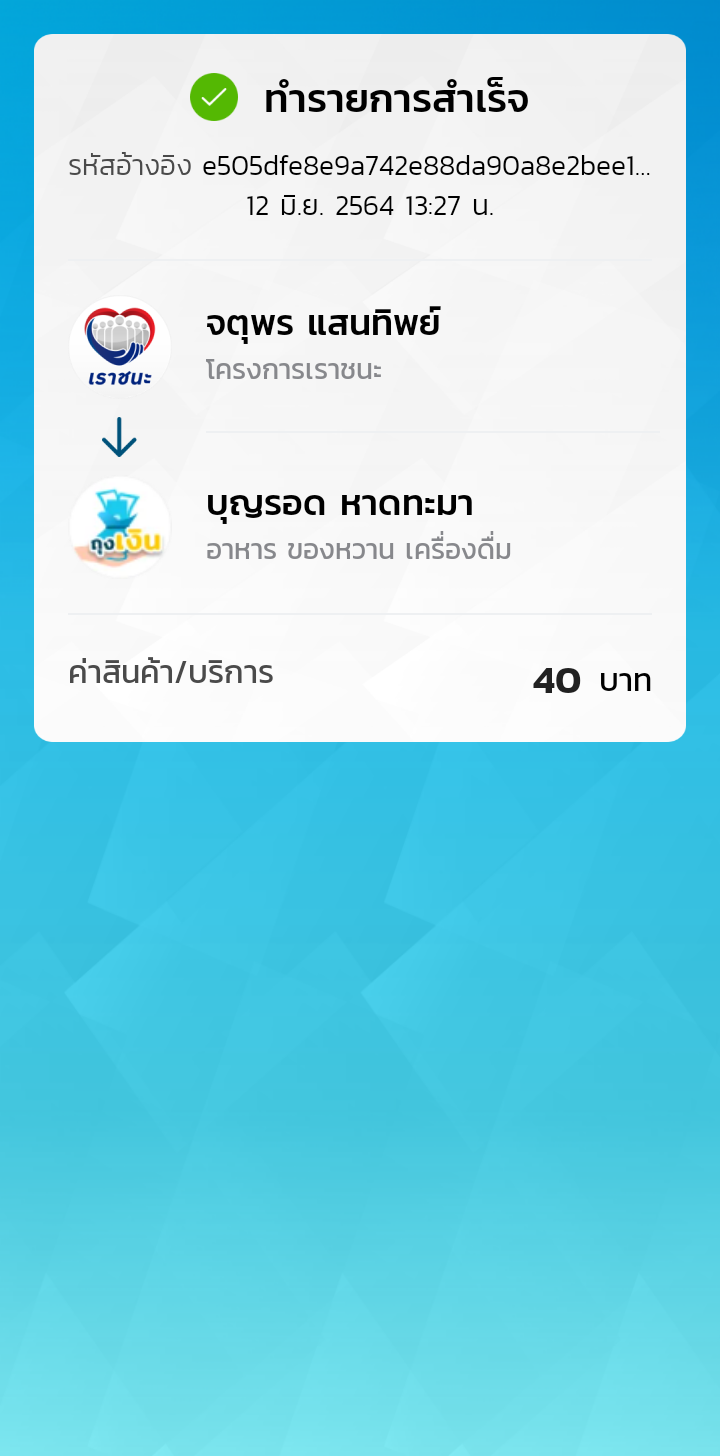 ทำรายการสำเร็จ
รหัสอ้างอิง e505dfe8e9a742e88da90a8e2bee1...
12 มิ.ย. 2564 13:27 น.
จตุพร แสนทิพย์
โครงการเราชนะ
เราชนะ
บุญรอด หาดทะมา
อาหาร ของหวาน เครื่องดื่ม
ถุงเงิน
ค่าสินค้า/บริการ 40 บาท